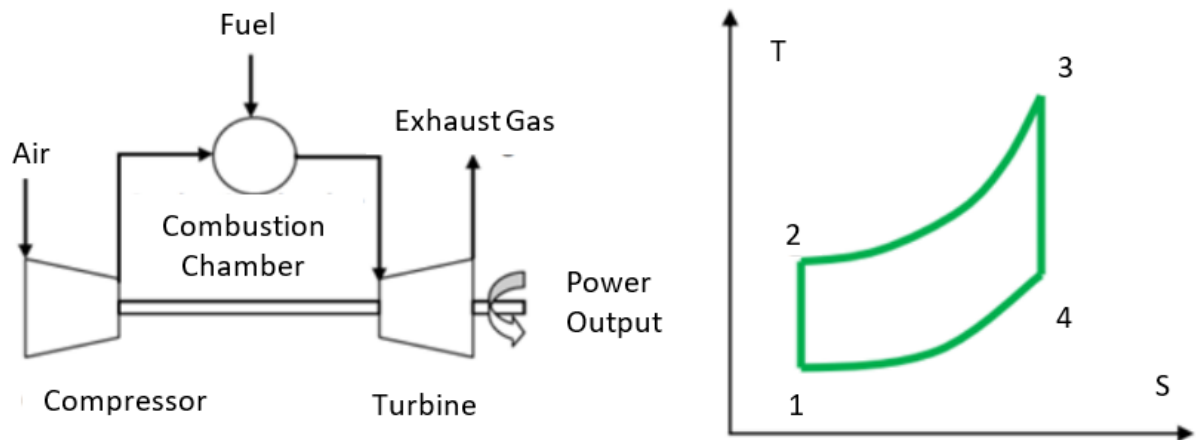 Fuel
Exhaust Gas
Air
Combustion
Chamber
Power
Output
Compressor
Turbine
T
3
2
4
1
S